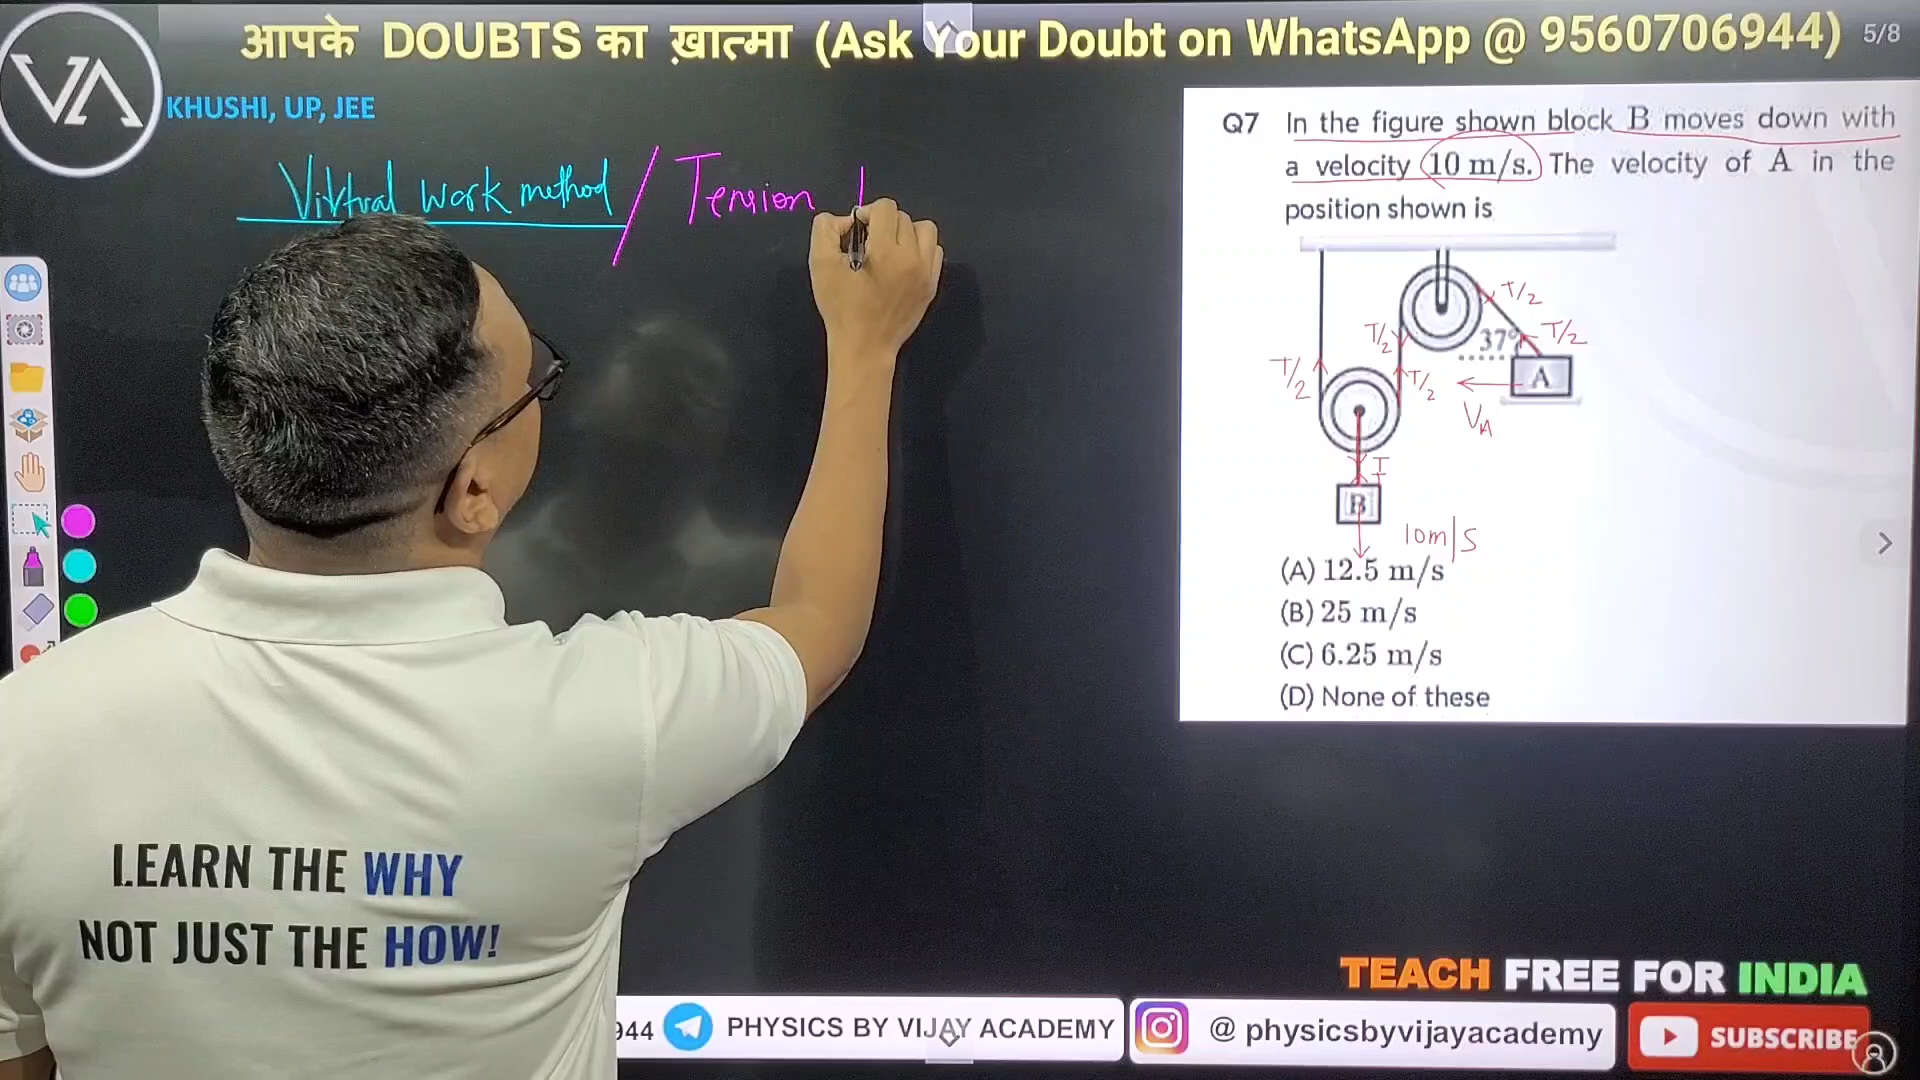 आपके DOUBTS का ख़ात्मा (Ask Your Doubt on WhatsApp @ 9560706944)
5/8
VA
KHUSHI, UP, JEE
Virtual work method / Tension
Q7 In the figure shown block B moves down with
a velocity 10 m/s. The velocity of A in the
position shown is
T/2
37°
T/2
T/2
T/2
T/2
A
V_A
T
T
B
10m/s
(A) 12.5 m/s
(B) 25 m/s
(C) 6.25 m/s
(D) None of these
LEARN THE WHY
NOT JUST THE HOW!
TEACH FREE FOR INDIA
944
PHYSICS BY VIJAY ACADEMY
@ physicsbyvijayacademy
SUBSCRIBE